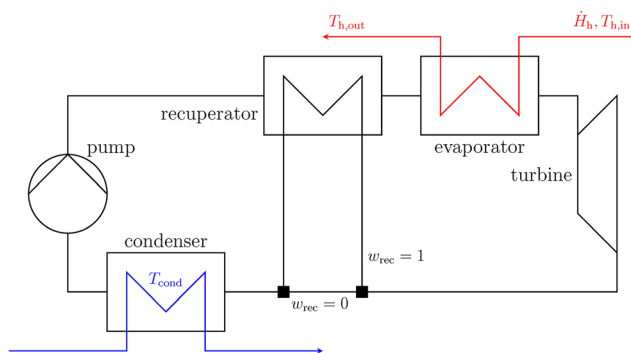 T_h,out
Ḣ_h, T_h,in
recuperator
evaporator
pump
turbine
condenser
T_cond
w_rec = 1
w_rec = 0